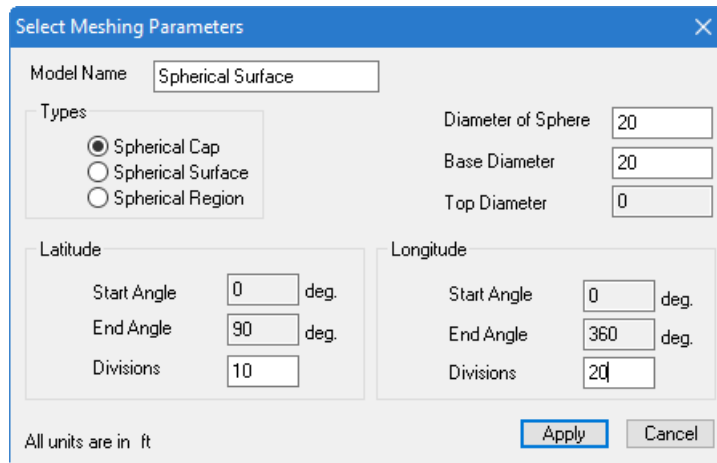 Select Meshing Parameters
Model Name Spherical Surface
Types
Spherical Cap
Spherical Surface
Spherical Region
Diameter of Sphere 20
Base Diameter 20
Top Diameter 0
Latitude
Start Angle 0 deg.
End Angle 90 deg.
Divisions 10
Longitude
Start Angle 0 deg.
End Angle 360 deg.
Divisions 20
All units are in ft
Apply Cancel